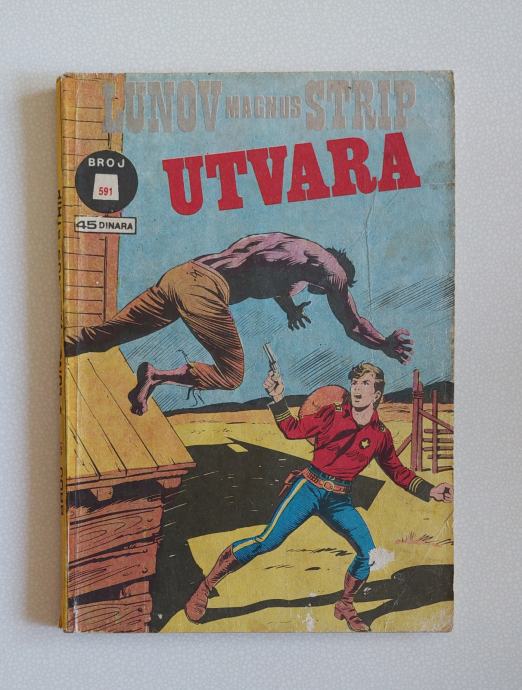 LUNOV MAGNUS STRIP
UTVARA
BROJ
591
45 DINARA